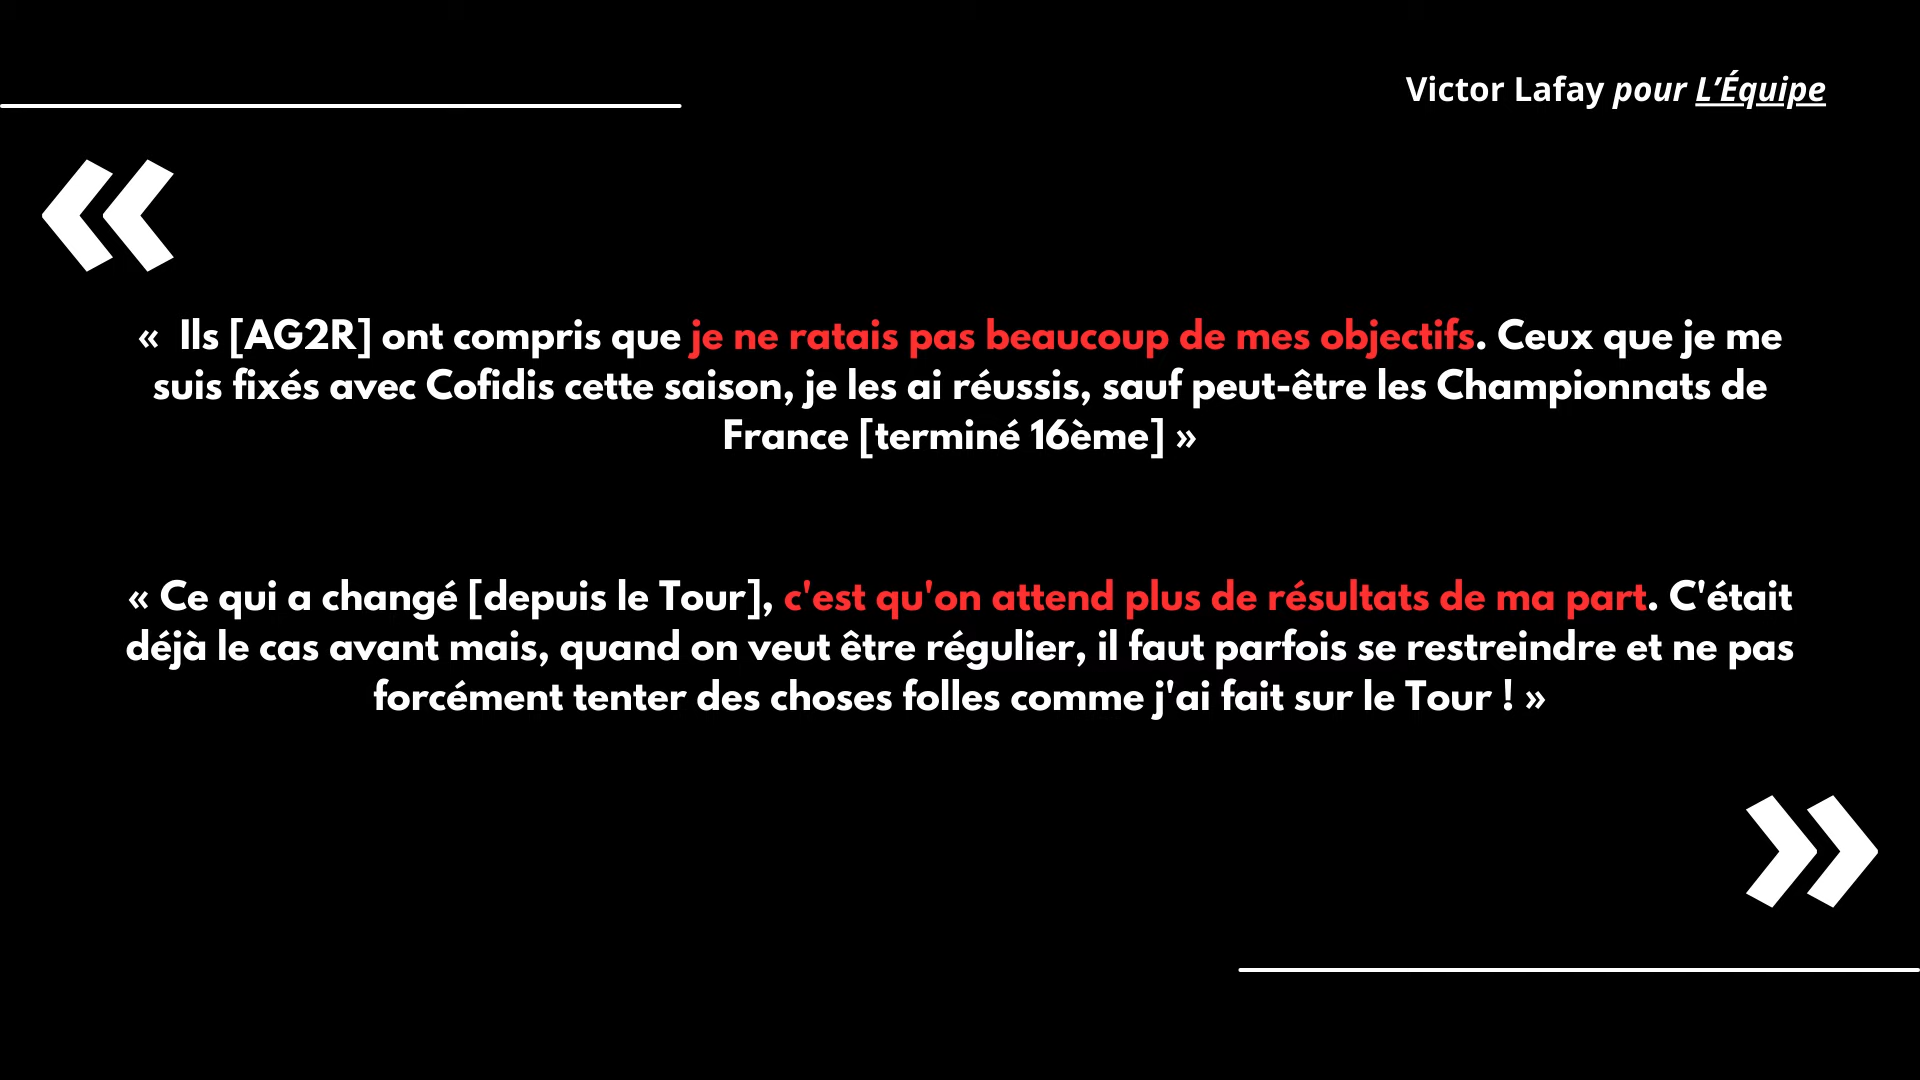 Victor Lafay pour L’Équipe
«
«  Ils [AG2R] ont compris que je ne ratais pas beaucoup de mes objectifs. Ceux que je me
suis fixés avec Cofidis cette saison, je les ai réussis, sauf peut-être les Championnats de
France [terminé 16ème] »
« Ce qui a changé [depuis le Tour], c'est qu'on attend plus de résultats de ma part. C'était
déjà le cas avant mais, quand on veut être régulier, il faut parfois se restreindre et ne pas
forcément tenter des choses folles comme j'ai fait sur le Tour ! »
»